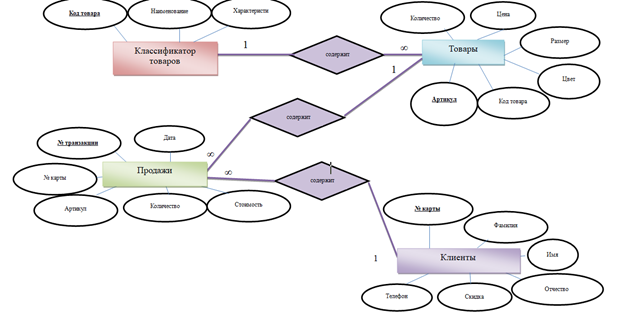 Код товара
Наименование
Характеристи
Классификатор
товаров
1
содержит
∞
Количество
Цена
Товары
Размер
Цвет
Артикул
Код товара
1
содержит
№ транзакции
Дата
∞
Продажи
∞
№ карты
Артикул
Количество
Стоимость
содержит
1
№ карты
Фамилия
Клиенты
Имя
Отчество
Телефон
Скидка